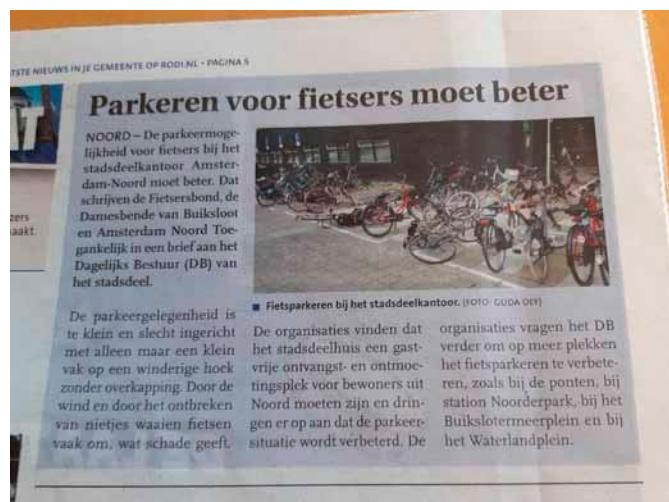 TSTE NIEUWS IN JE GEMEENTE OP RODI.NL • PAGINA 5
Parkeren voor fietsers moet beter
NOORD – De parkeermoge-
lijkheid voor fietsers bij het
stadsdeelkantoor Amster-
dam-Noord moet beter. Dat
schrijven de Fietsersbond, de
Damesbende van Buiksloot
en Amsterdam Noord Toe-
gankelijk in een brief aan het
Dagelijks Bestuur (DB) van
het stadsdeel.
De parkeergelegenheid is
te klein en slecht ingericht
met alleen maar een klein
vak op een winderige hoek
zonder overkapping. Door de
wind en door het ontbreken
van nietjes waaien fietsen
vaak om, wat schade geeft.
Fietsparkeren bij het stadsdeelkantoor. (FOTO: GUDA OEY)
De organisaties vinden dat
het stadsdeelhuis een gast-
vrije ontvangst- en ontmoe-
tingsplek voor bewoners uit
Noord moeten zijn en drin-
gen er op aan dat de parkeer-
situatie wordt verbeterd. De
organisaties vragen het DB
verder om op meer plekken
het fietsparkeren te verbete-
ren, zoals bij de ponten, bij
station Noorderpark, bij het
Buikslotermeerplein en bij
het Waterlandplein.
zers
aakt.